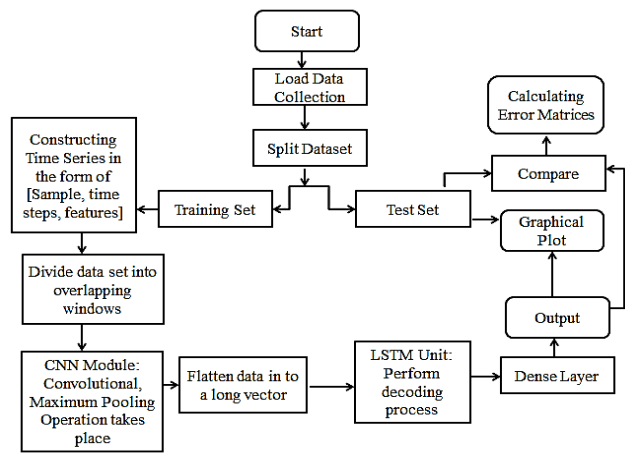 Start
Load Data
Collection
Split Dataset
Training Set
Test Set
Constructing
Time Series in
the form of
[Sample, time
steps, features]
Divide data set into
overlapping
windows
CNN Module:
Convolutional,
Maximum Pooling
Operation takes
place
Flatten data in to
a long vector
LSTM Unit:
Perform
decoding
process
Dense Layer
Output
Graphical
Plot
Compare
Calculating
Error Matrices